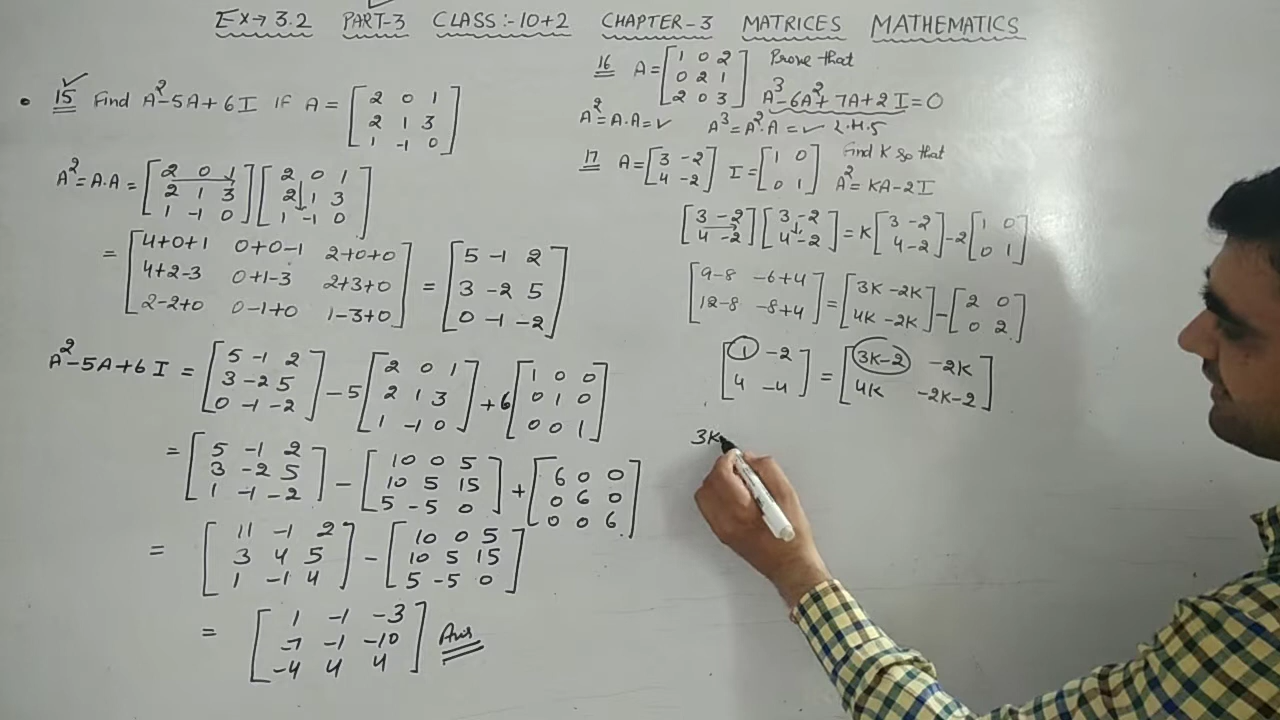 EX→3.2 PART-3 CLASS:-10+2 CHAPTER-3 MATRICES MATHEMATICS
• 15 Find A²-5A+6I IF A = [2 0 1
2 1 3
1 -1 0]
A²=A.A = [2 0 1
2 1 3
1 -1 0] [2 0 1
2 1 3
1 -1 0]
= [4+0+1 0+0-1 2+0+0
4+2-3 0+1-3 2+3+0
2-2+0 0-1+0 1-3+0] = [5 -1 2
3 -2 5
0 -1 -2]
A²-5A+6I = [5 -1 2
3 -2 5
0 -1 -2] -5 [2 0 1
2 1 3
1 -1 0] +6 [1 0 0
0 1 0
0 0 1]
= [5 -1 2
3 -2 5
1 -1 -2] - [10 0 5
10 5 15
5 -5 0] + [6 0 0
0 6 0
0 0 6]
= [11 -1 2
3 4 5
1 -1 4] - [10 0 5
10 5 15
5 -5 0]
= [1 -1 -3
-7 -1 -10
-4 4 4] Ans
16 A = [1 0 2
0 2 1
2 0 3] Prove that
A³-6A²+7A+2I=0
A²=A.A=✓ A³=A².A=✓ L.H.S
17 A = [3 -2
4 -2] I = [1 0
0 1] Find K so that
A²=KA-2I
[3 -2
4 -2] [3 -2
4 -2] = K [3 -2
4 -2] -2 [1 0
0 1]
[9-8 -6+4
12-8 -8+4] = [3K -2K
4K -2K] - [2 0
0 2]
[1 -2
4 -4] = [3K-2 -2K
4K -2K-2]
3K